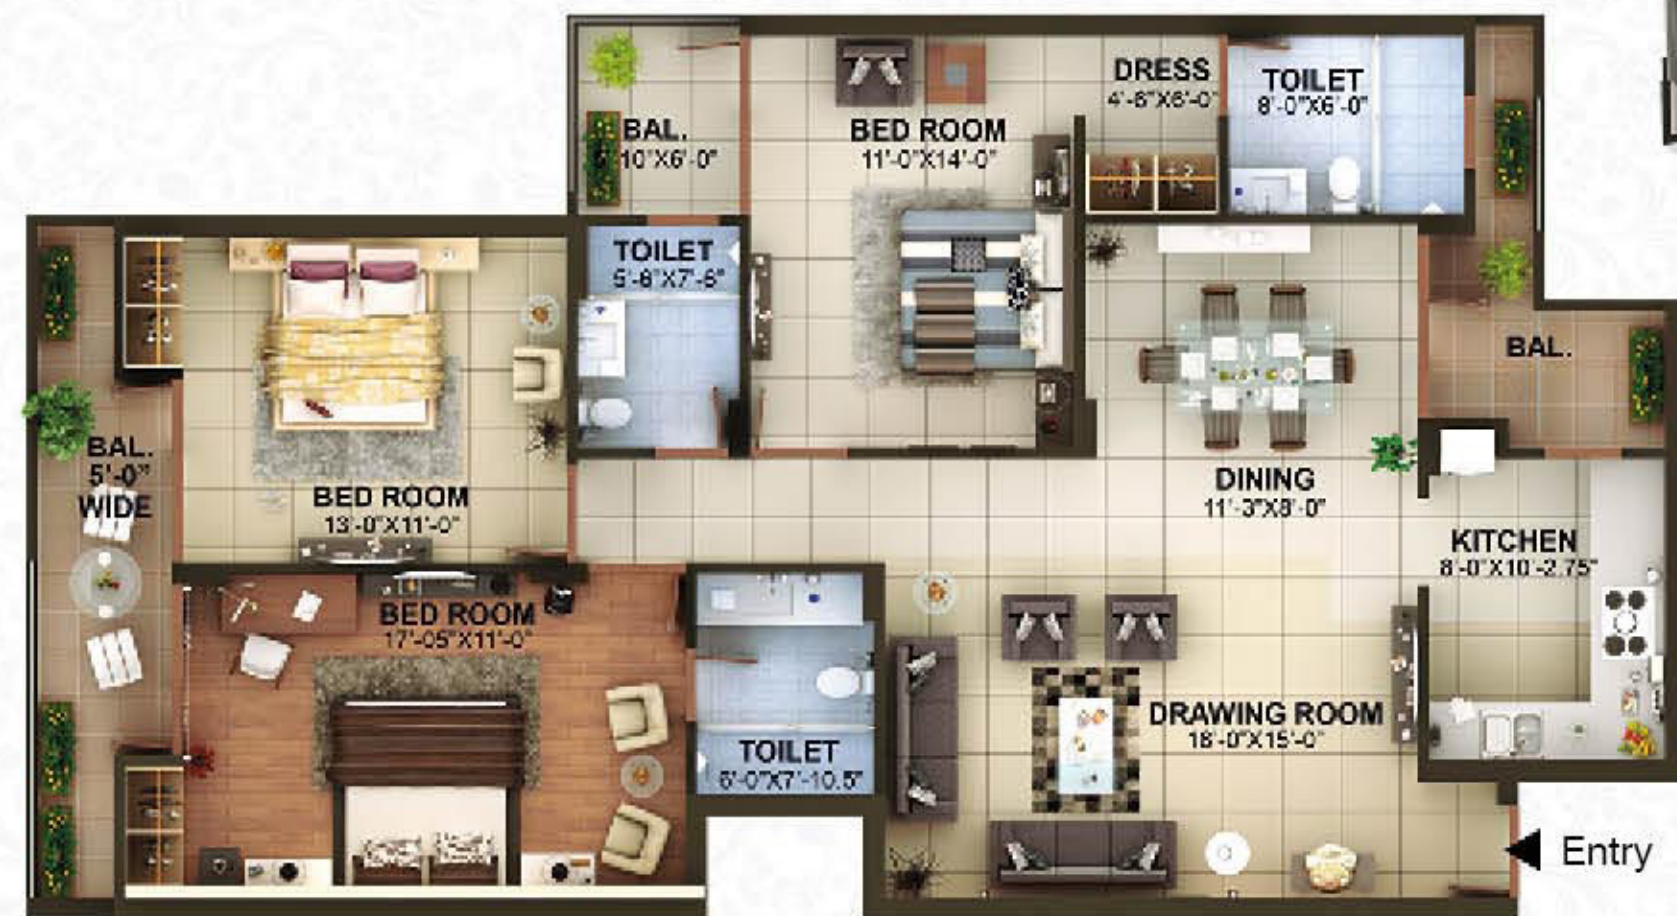 DRESS
4'-6"X6'-0"
TOILET
8'-0"X6'-0"
BAL.
10"X6'-0"
BED ROOM
11'-0"X14'-0"
TOILET
5'-6"X7'-6"
BAL.
BAL.
5'-0"
WIDE
BED ROOM
13'-0"X11'-0"
DINING
11'-3"X8'-0"
KITCHEN
8'-0"X10'-2.75"
BED ROOM
17'-05"X11'-0"
DRAWING ROOM
18'-0"X15'-0"
TOILET
6'-0"X7'-10.5"
Entry